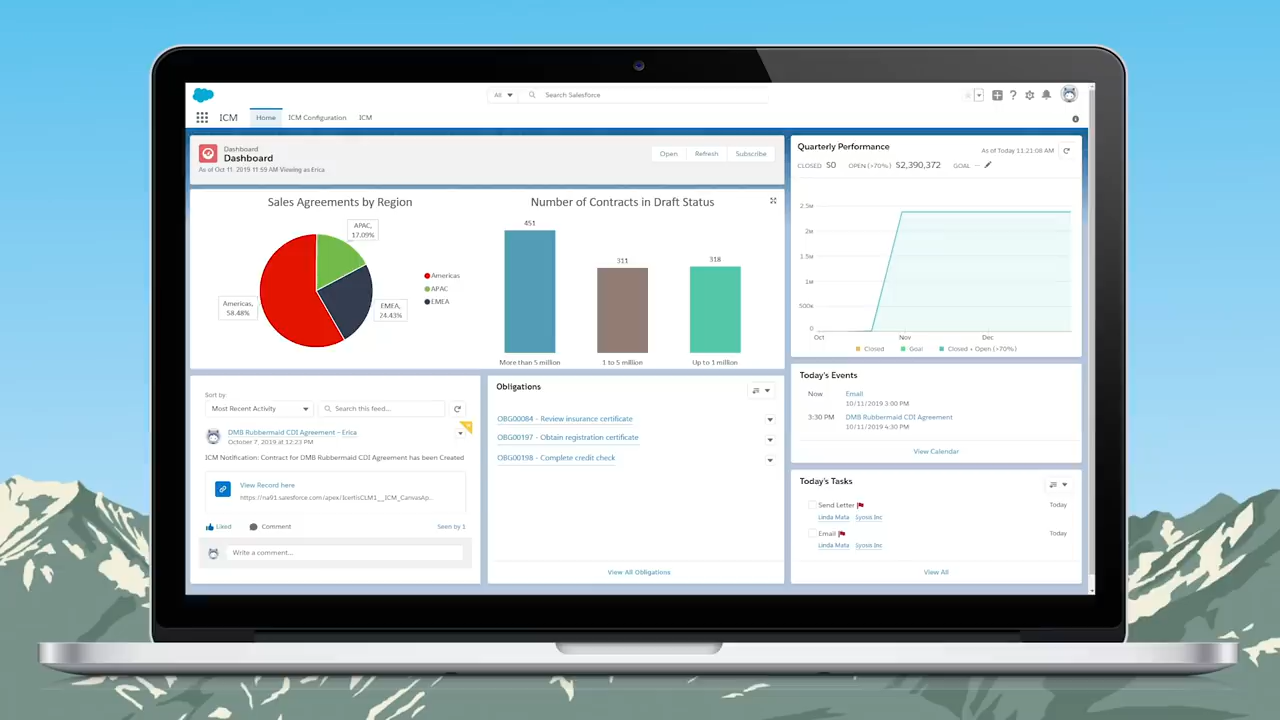 All
Search Salesforce
ICM
Home
ICM Configuration
ICM
Dashboard
Dashboard
As of Oct 11, 2019 11:59 AM Viewing as Erica
Open
Refresh
Subscribe
Sales Agreements by Region
APAC,
17.09%
Americas,
58.48%
EMEA,
24.43%
Americas
APAC
EMEA
Number of Contracts in Draft Status
451
311
318
More than 5 million
1 to 5 million
Up to 1 million
Quarterly Performance
As of Today 11:21:08 AM
CLOSED $0 OPEN (>70%) $2,390,372 GOAL --
2.5M
2M
1.5M
1M
500K
0
Oct
Nov
Dec
Closed
Goal
Closed + Open (>70%)
Sort by
Most Recent Activity
Search this feed...
DMB Rubbermaid CDI Agreement – Erica
October 7, 2019 at 12:23 PM
ICM Notification: Contract for DMB Rubbermaid CDI Agreement has been Created
View Record here
https://na91.salesforce.com/apex/IcertisCLM1__ICM_CanvasAp...
Liked
Comment
Seen by 1
Write a comment...
Obligations
OBG00084 - Review insurance certificate
OBG00197 - Obtain registration certificate
OBG00198 - Complete credit check
View All Obligations
Today's Events
Now
Email
10/11/2019 3:00 PM
3:30 PM
DMB Rubbermaid CDI Agreement
10/11/2019 4:30 PM
View Calendar
Today's Tasks
Send Letter
Today
Linda Mata
Syosis Inc
Email
Today
Linda Mata
Syosis Inc
View All